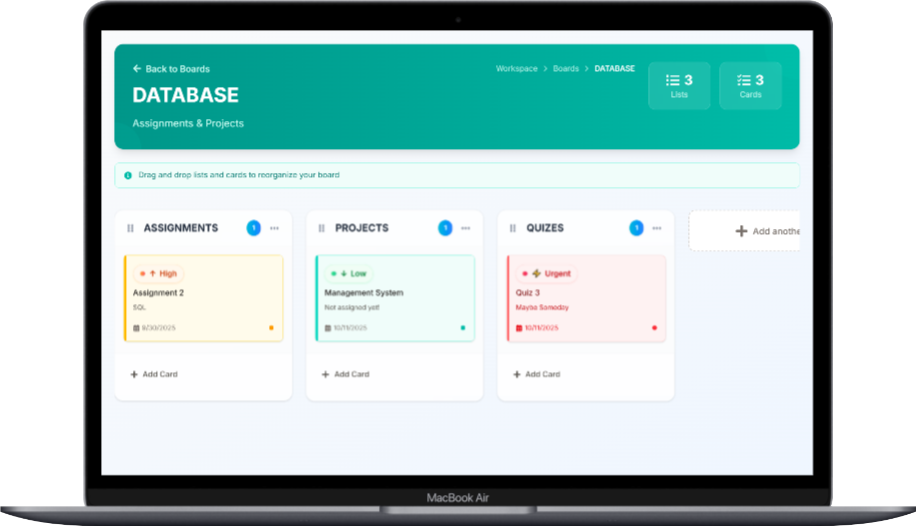 Back to Boards
Workspace > Boards > DATABASE
3
Lists
3
Cards
DATABASE
Assignments & Projects
Drag and drop lists and cards to reorganize your board
ASSIGNMENTS
1
High
Assignment 2
SQL
9/30/2025
+ Add Card
PROJECTS
1
Low
Management System
Not assigned yet!
10/11/2025
+ Add Card
QUIZES
1
Urgent
Quiz 3
Maybe Someday
10/11/2025
+ Add Card
+ Add anothe
MacBook Air